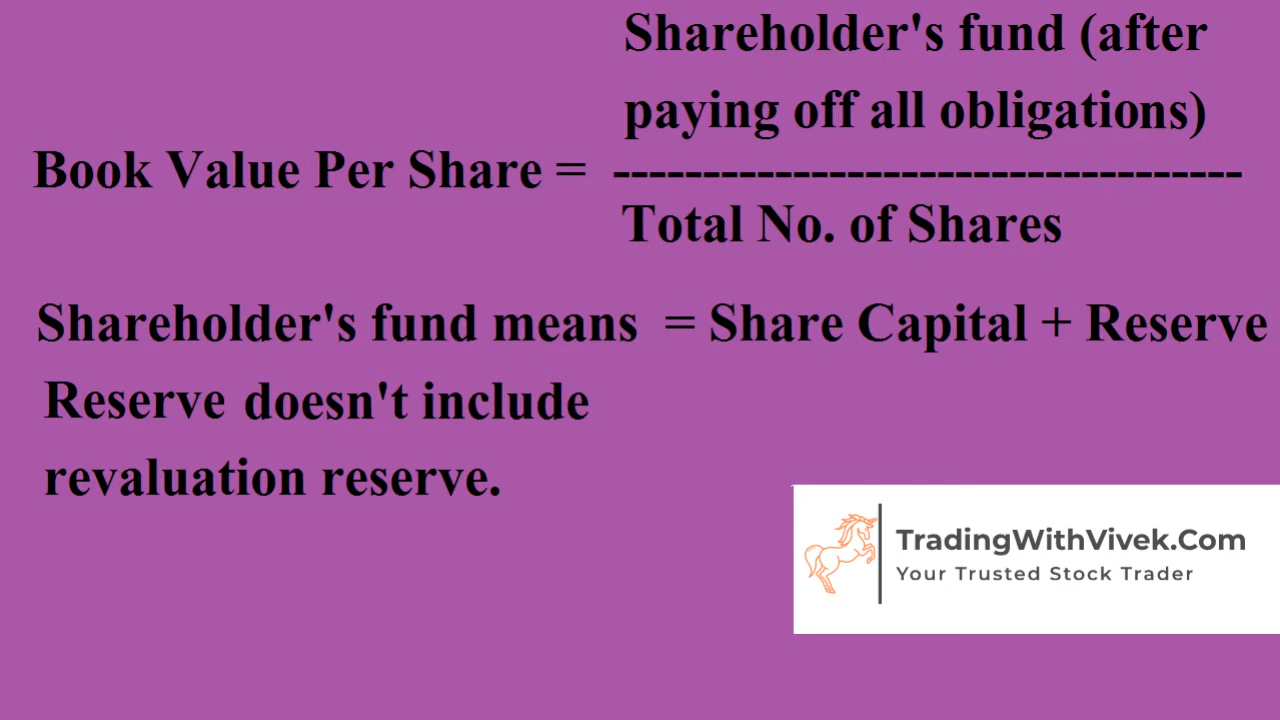 Shareholder's fund (after
paying off all obligations)
Book Value Per Share = -----------------------------------
Total No. of Shares
Shareholder's fund means = Share Capital + Reserve
Reserve doesn't include
revaluation reserve.
TradingWithVivek.Com
Your Trusted Stock Trader